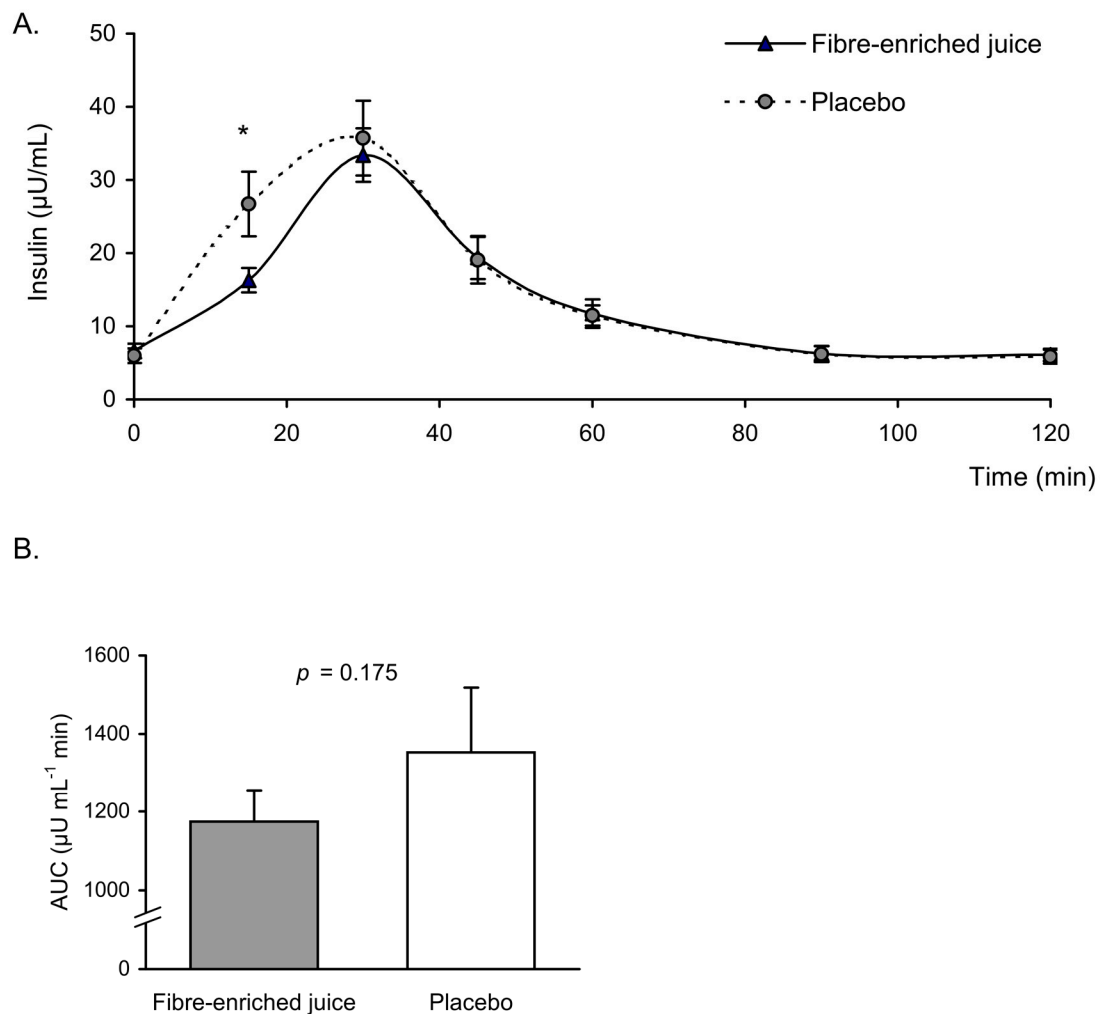 A.
50
40
30
20
10
0
Insulin (µU/mL)
*
Fibre-enriched juice
Placebo
0 20 40 60 80 100 120
Time (min)
B.
1600
1400
1200
1000
0
AUC (µU mL⁻¹ min)
p = 0.175
Fibre-enriched juice Placebo